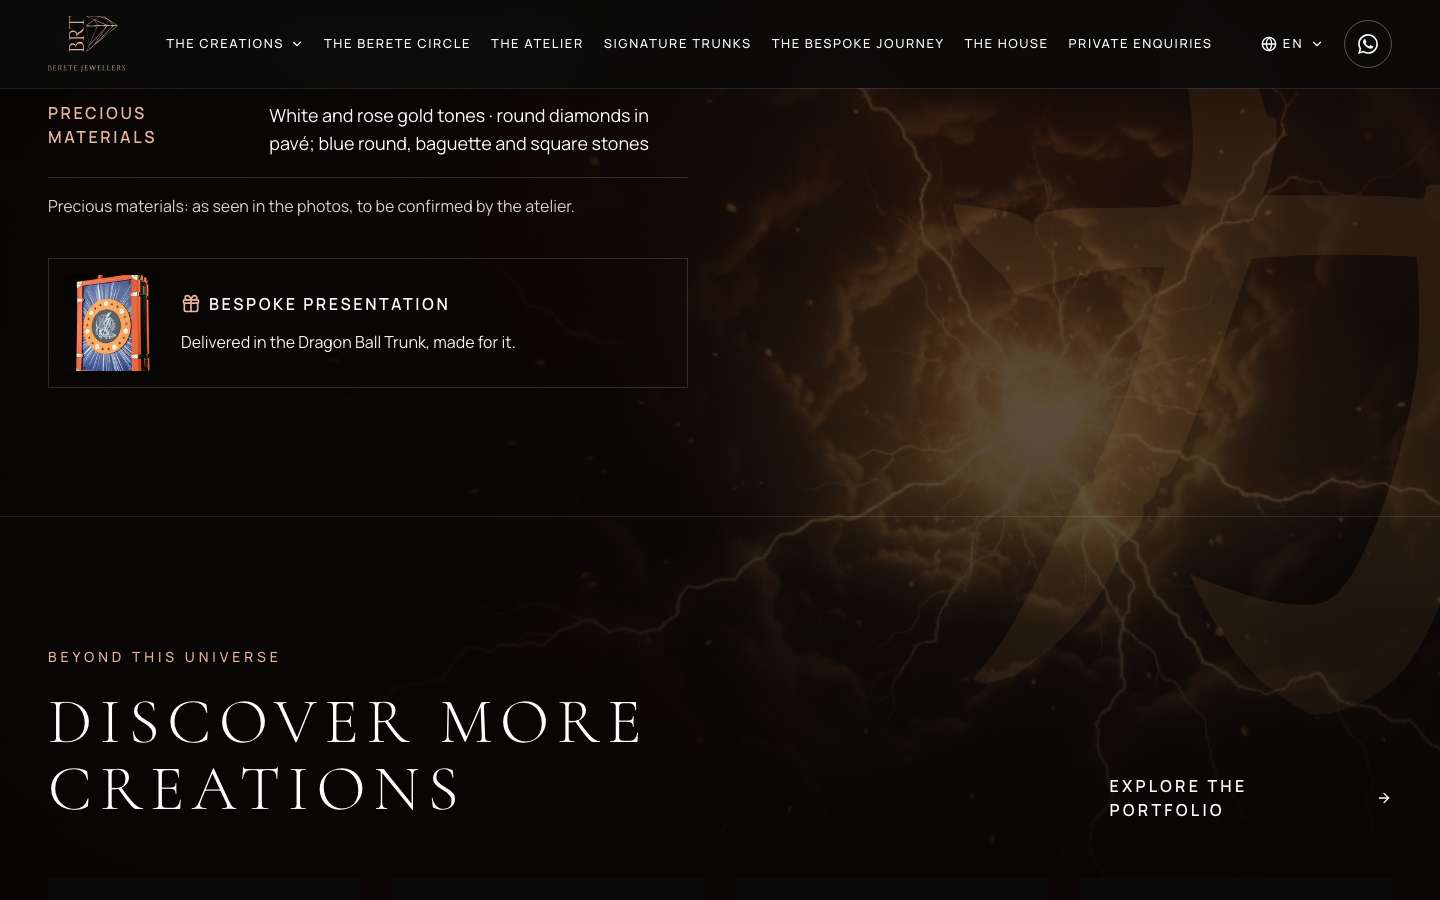 BRT
BERETE JEWELLERS
THE CREATIONS
THE BERETE CIRCLE
THE ATELIER
SIGNATURE TRUNKS
THE BESPOKE JOURNEY
THE HOUSE
PRIVATE ENQUIRIES
EN
PRECIOUS
MATERIALS
White and rose gold tones · round diamonds in
pavé; blue round, baguette and square stones
Precious materials: as seen in the photos, to be confirmed by the atelier.
BESPOKE PRESENTATION
Delivered in the Dragon Ball Trunk, made for it.
BEYOND THIS UNIVERSE
DISCOVER MORE
CREATIONS
EXPLORE THE
PORTFOLIO